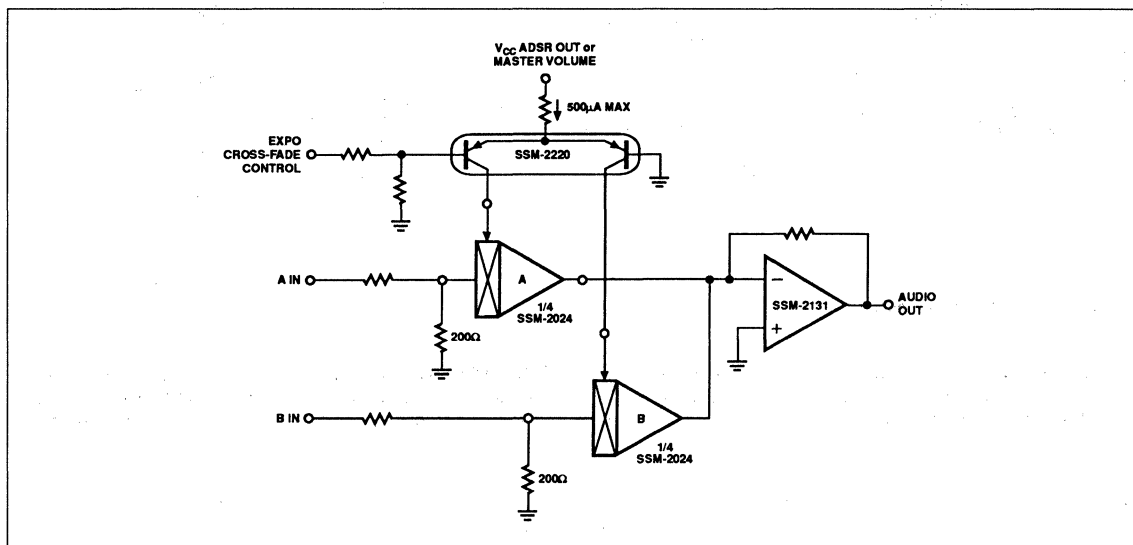 V_CC ADSR OUT or
MASTER VOLUME
500μA MAX
EXPO
CROSS-FADE
CONTROL
SSM-2220
A IN
A
1/4
SSM-2024
200Ω
−
SSM-2131
+
AUDIO
OUT
B IN
B
1/4
SSM-2024
200Ω